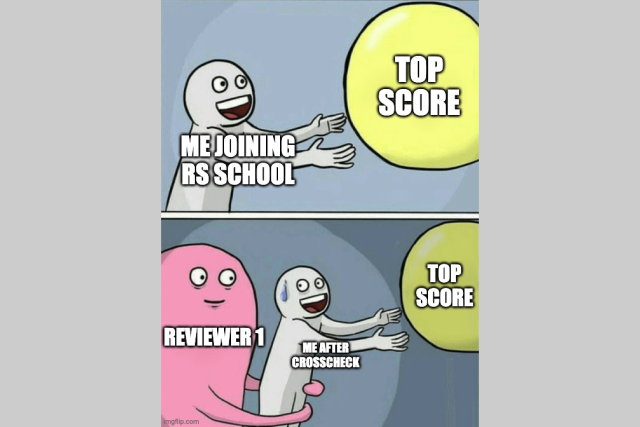 TOP
SCORE
ME JOINING
RS SCHOOL
TOP
SCORE
REVIEWER 1
ME AFTER
CROSSCHECK
imgflip.com